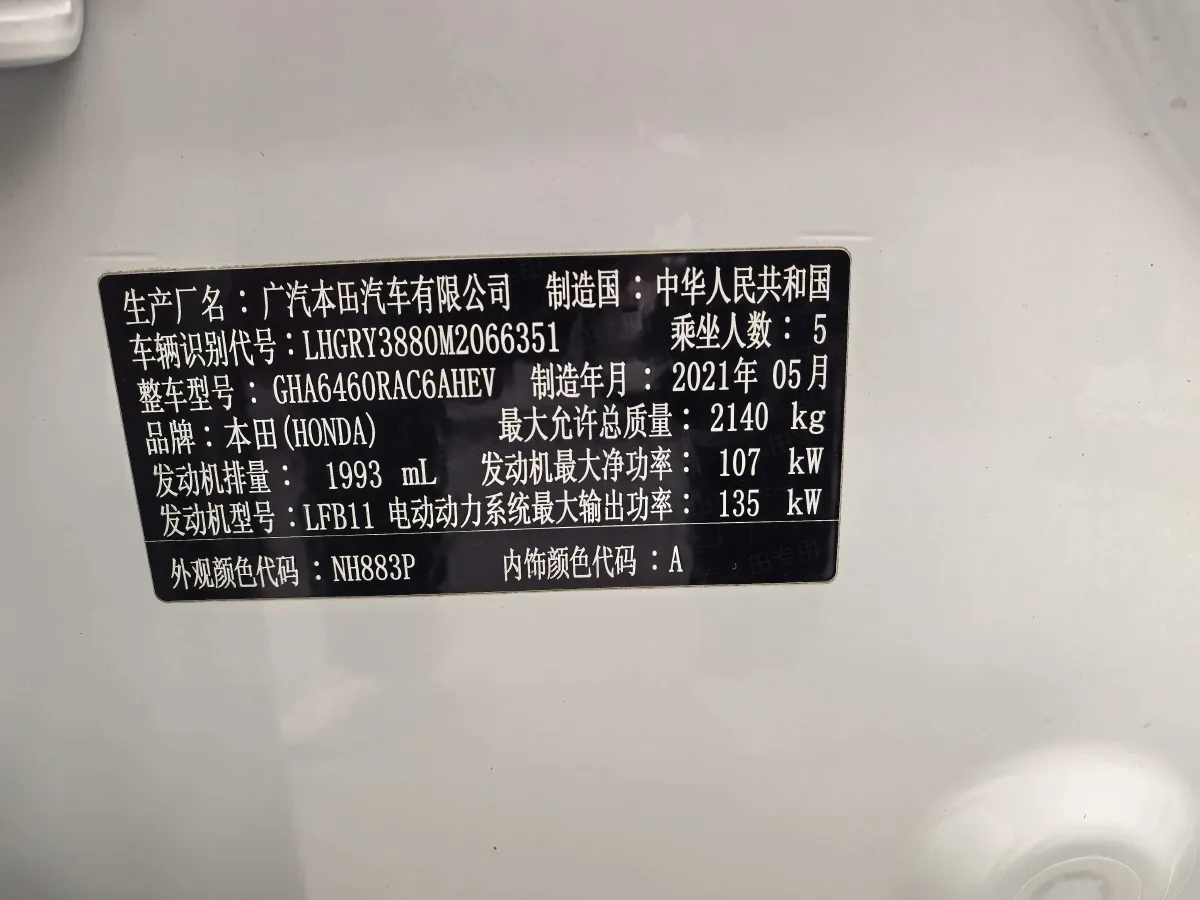 生产厂名：广汽本田汽车有限公司 制造国：中华人民共和国
车辆识别代号：LHGRY3880M2066351 乘坐人数：5
整车型号：GHA6460RAC6AHEV 制造年月：2021年 05月
品牌：本田(HONDA) 最大允许总质量：2140 kg
发动机排量：1993 mL 发动机最大净功率：107 kW
发动机型号：LFB11 电动动力系统最大输出功率：135 kW
外观颜色代码：NH883P 内饰颜色代码：A